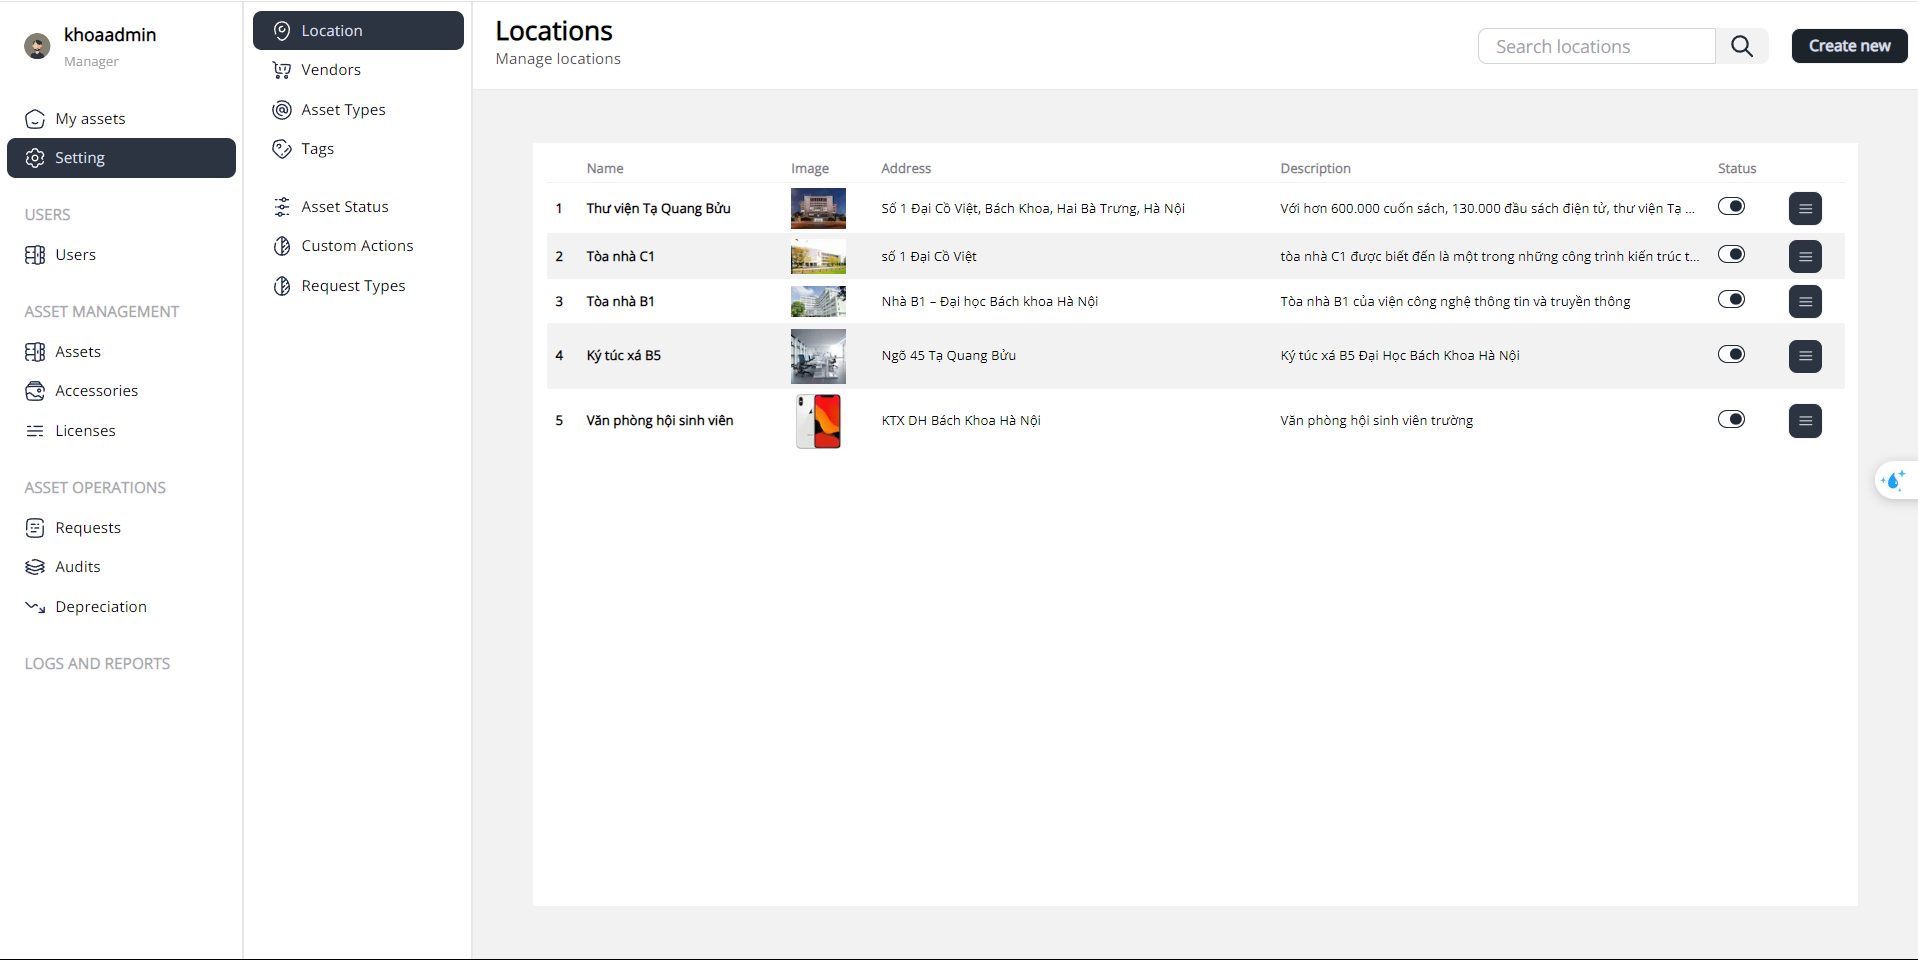 khoaadmin
Manager
My assets
Setting
USERS
Users
ASSET MANAGEMENT
Assets
Accessories
Licenses
ASSET OPERATIONS
Requests
Audits
Depreciation
LOGS AND REPORTS
Location
Vendors
Asset Types
Tags
Asset Status
Custom Actions
Request Types
Locations
Manage locations
Search locations
Create new
Name Image Address Description Status
1 Thư viện Tạ Quang Bửu Số 1 Đại Cồ Việt, Bách Khoa, Hai Bà Trưng, Hà Nội Với hơn 600.000 cuốn sách, 130.000 đầu sách điện tử, thư viện Tạ ...
2 Tòa nhà C1 số 1 Đại Cồ Việt tòa nhà C1 được biết đến là một trong những công trình kiến trúc t...
3 Tòa nhà B1 Nhà B1 – Đại học Bách khoa Hà Nội Tòa nhà B1 của viện công nghệ thông tin và truyền thông
4 Ký túc xá B5 Ngõ 45 Tạ Quang Bửu Ký túc xá B5 Đại Học Bách Khoa Hà Nội
5 Văn phòng hội sinh viên KTX DH Bách Khoa Hà Nội Văn phòng hội sinh viên trường